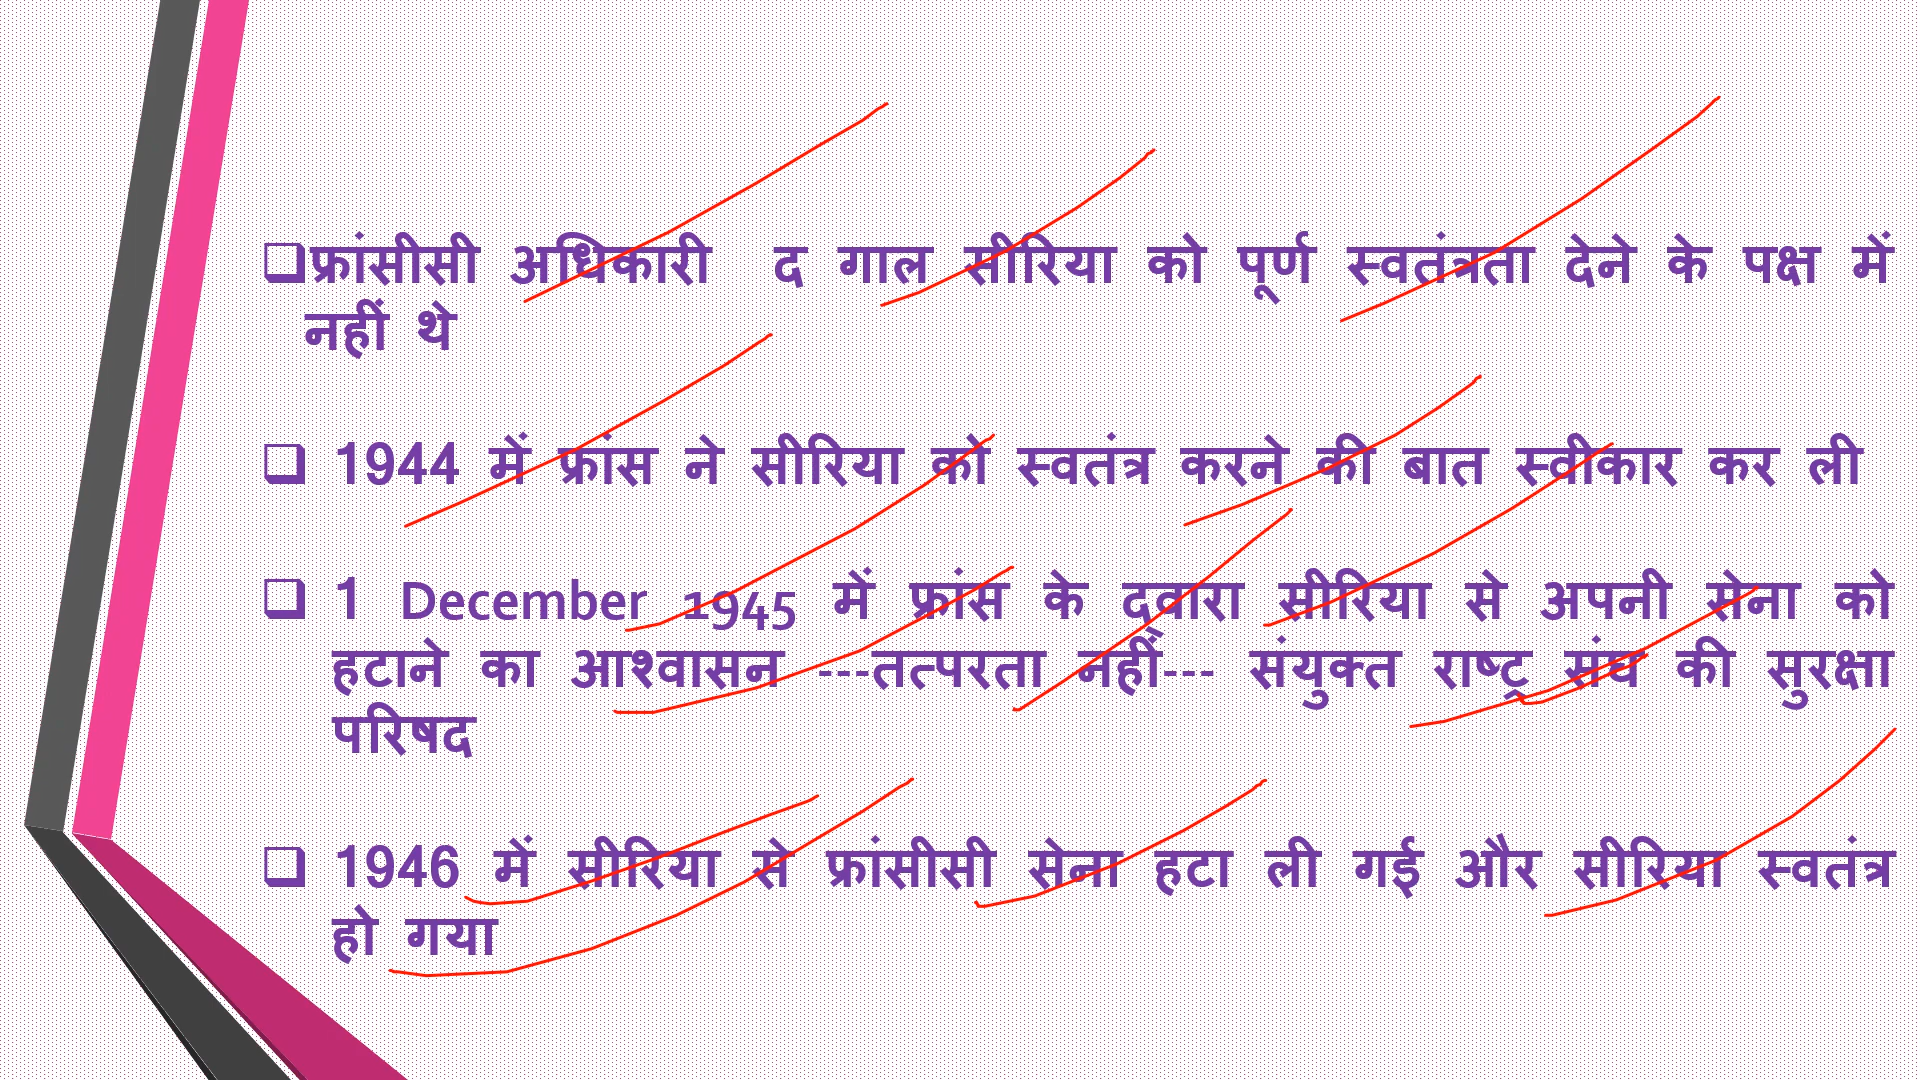 फ्रांसीसी अधिकारी द गाल सीरिया को पूर्ण स्वतंत्रता देने के पक्ष में
नहीं थे
1944 में फ्रांस ने सीरिया को स्वतंत्र करने की बात स्वीकार कर ली
1 December 1945 में फ्रांस के द्वारा सीरिया से अपनी सेना को
हटाने का आश्वासन ---तत्परता नहीं--- संयुक्त राष्ट्र संघ की सुरक्षा
परिषद
1946 में सीरिया से फ्रांसीसी सेना हटा ली गई और सीरिया स्वतंत्र
हो गया